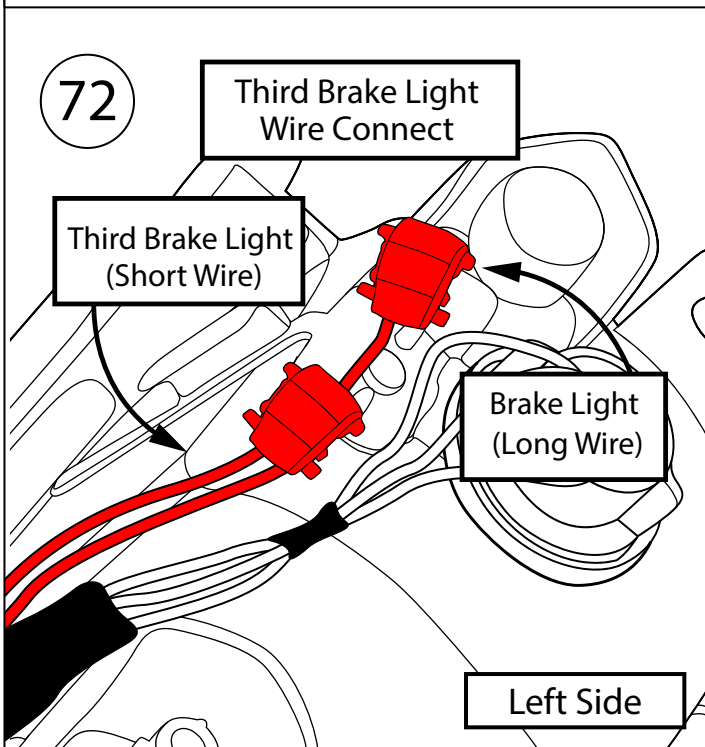 72
Third Brake Light
Wire Connect
Third Brake Light
(Short Wire)
Brake Light
(Long Wire)
Left Side